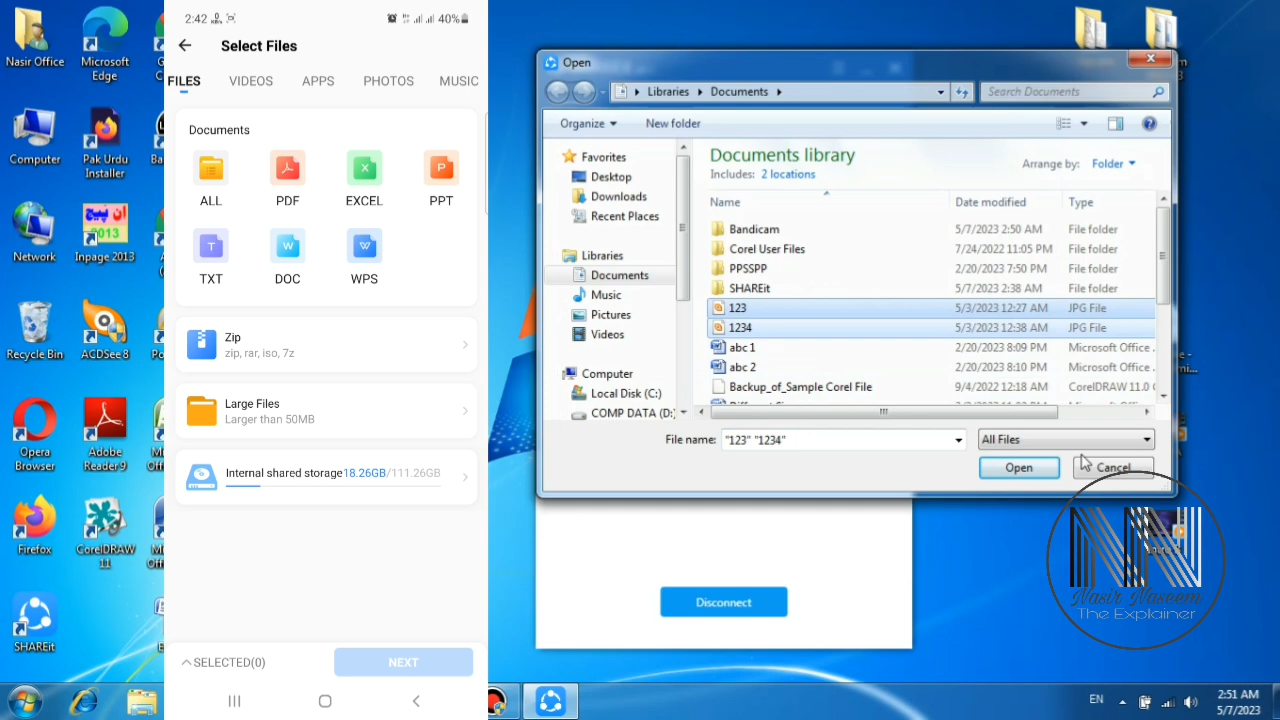 Nasir Office
Microsoft
Edge
Computer
Pak Urdu
Installer
Network
ان پیج
2013
Inpage 2013
Recycle Bin
ACDSee 8
Opera
Browser
Adobe
Reader 9
Firefox
CorelDRAW
11
SHAREit
2:42
40%
Select Files
FILES
VIDEOS
APPS
PHOTOS
MUSIC
Documents
ALL
PDF
EXCEL
PPT
TXT
DOC
WPS
Zip
zip, rar, iso, 7z
Large Files
Larger than 50MB
Internal shared storage 18.26GB/111.26GB
SELECTED(0)
NEXT
Open
Libraries
Documents
Search Documents
Organize
New folder
Favorites
Desktop
Downloads
Recent Places
Libraries
Documents
Music
Pictures
Videos
Computer
Local Disk (C:)
COMP DATA (D:)
Documents library
Includes: 2 locations
Arrange by: Folder
Name Date modified Type
Bandicam 5/7/2023 2:50 AM File folder
Corel User Files 7/24/2022 11:05 PM File folder
PPSSPP 2/20/2023 7:50 PM File folder
SHAREit 5/7/2023 2:38 AM File folder
123 5/3/2023 12:27 AM JPG File
1234 5/3/2023 12:38 AM JPG File
abc 1 2/20/2023 8:09 PM Microsoft Office
abc 2 2/20/2023 8:10 PM Microsoft Office
Backup_of_Sample Corel File 9/4/2022 12:18 AM CorelDRAW 11.0
File name: "123" "1234"
All Files
Open
Cancel
Disconnect
NN
Nasir Naseem
The Explainer
EN
2:51 AM
5/7/2023